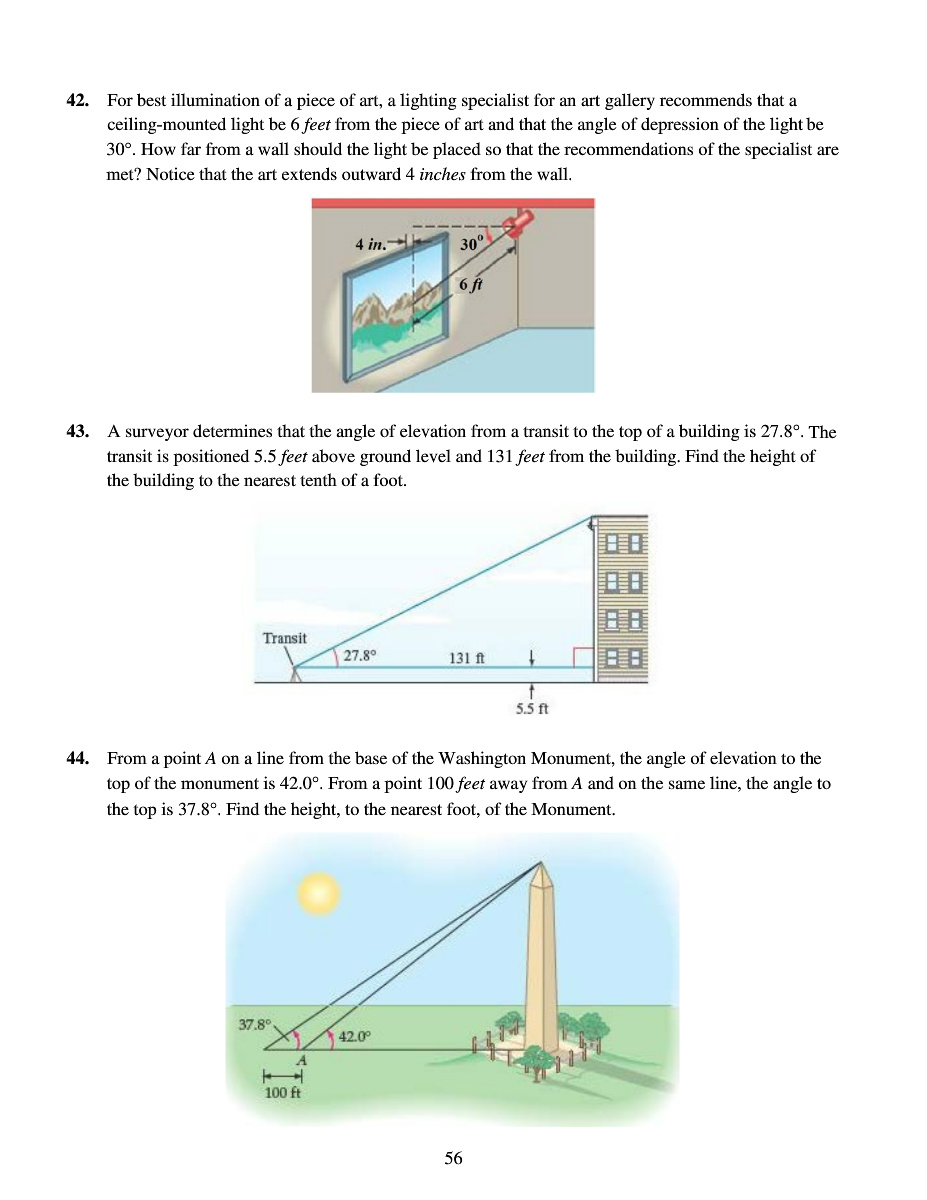 42. For best illumination of a piece of art, a lighting specialist for an art gallery recommends that a
ceiling-mounted light be 6 feet from the piece of art and that the angle of depression of the light be
30°. How far from a wall should the light be placed so that the recommendations of the specialist are
met? Notice that the art extends outward 4 inches from the wall.
4 in.
30°
6 ft
43. A surveyor determines that the angle of elevation from a transit to the top of a building is 27.8°. The
transit is positioned 5.5 feet above ground level and 131 feet from the building. Find the height of
the building to the nearest tenth of a foot.
Transit
27.8°
131 ft
5.5 ft
44. From a point A on a line from the base of the Washington Monument, the angle of elevation to the
top of the monument is 42.0°. From a point 100 feet away from A and on the same line, the angle to
the top is 37.8°. Find the height, to the nearest foot, of the Monument.
37.8°
42.0°
A
100 ft
56